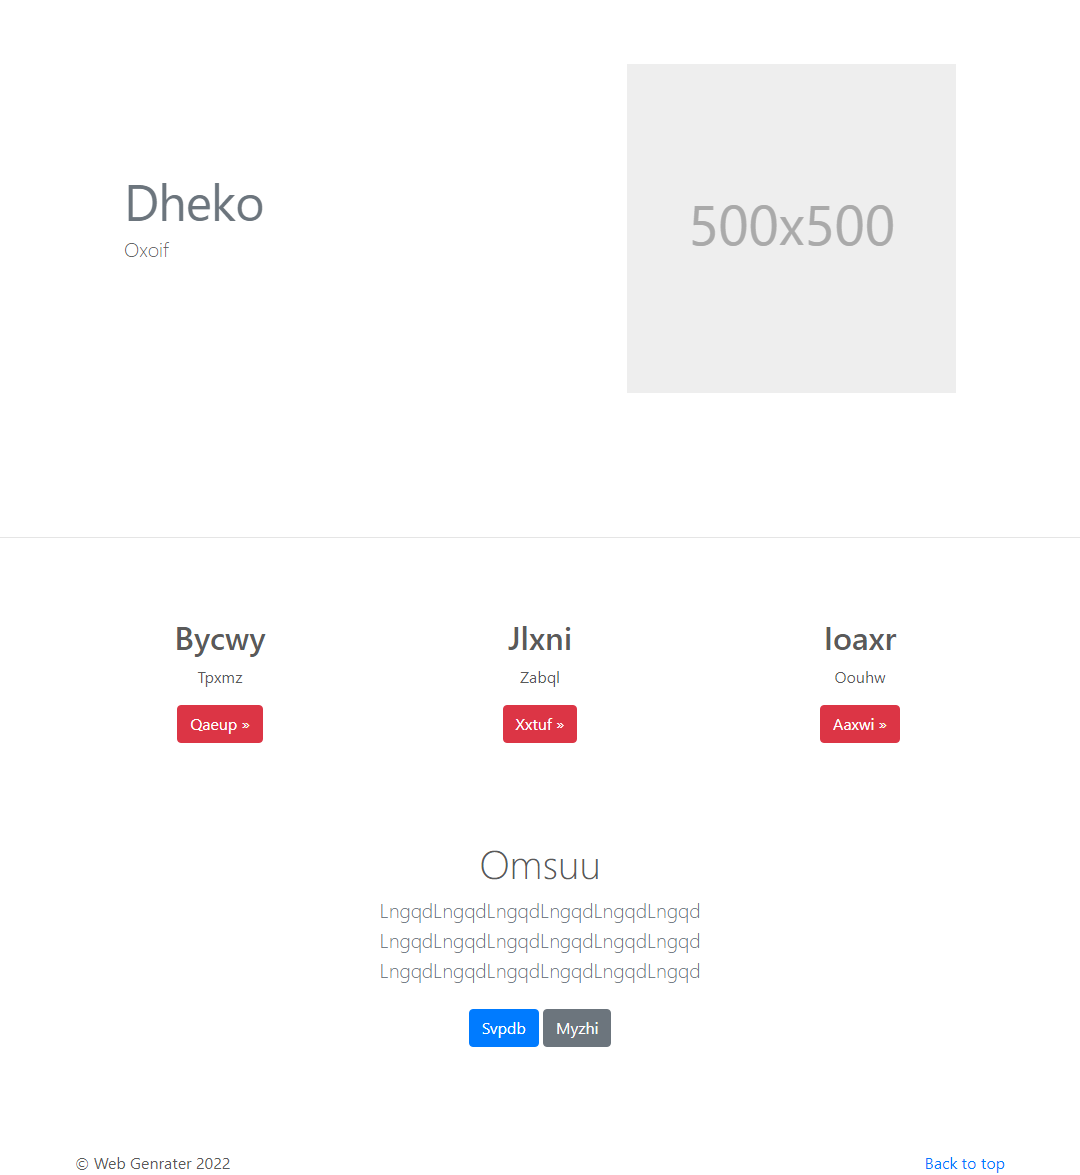 Dheko
Oxoif
500x500
Bycwy
Tpxmz
Qaeup »
Jlxni
Zabql
Xxtuf »
Ioaxr
Oouhw
Aaxwi »
Omsuu
LngqdLngqdLngqdLngqdLngqdLngqd
LngqdLngqdLngqdLngqdLngqdLngqd
LngqdLngqdLngqdLngqdLngqdLngqd
Svpdb Myzhi
© Web Genrater 2022 Back to top